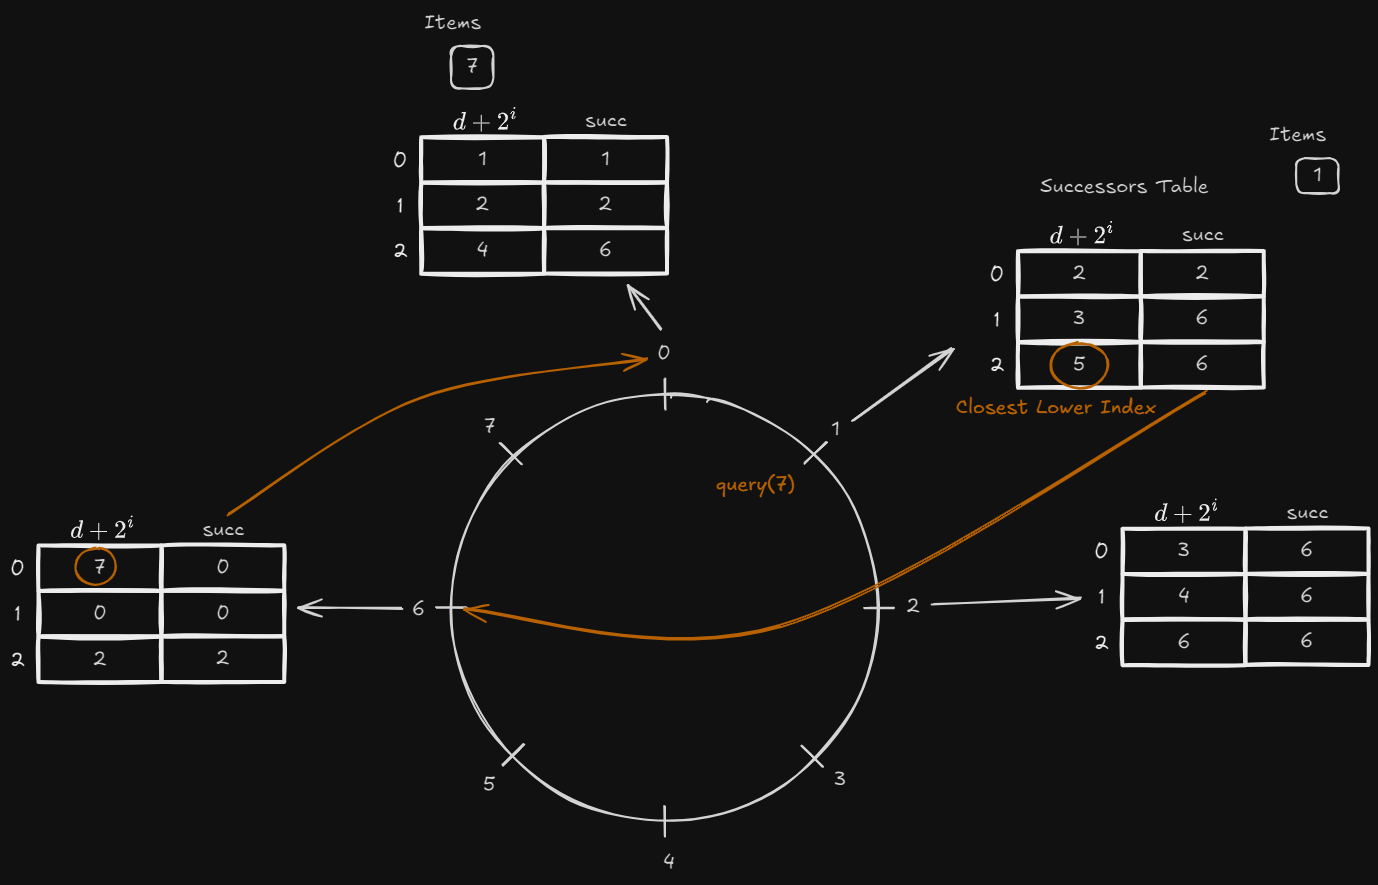 Items
7
d + 2^i succ
0 1 1
1 2 2
2 4 6
Items
1
Successors Table
d + 2^i succ
0 2 2
1 3 6
2 5 6
Closest Lower Index
0
7
1
query(7)
d + 2^i succ
0 7 0
1 0 0
2 2 2
6
2
d + 2^i succ
0 3 6
1 4 6
2 6 6
5
3
4